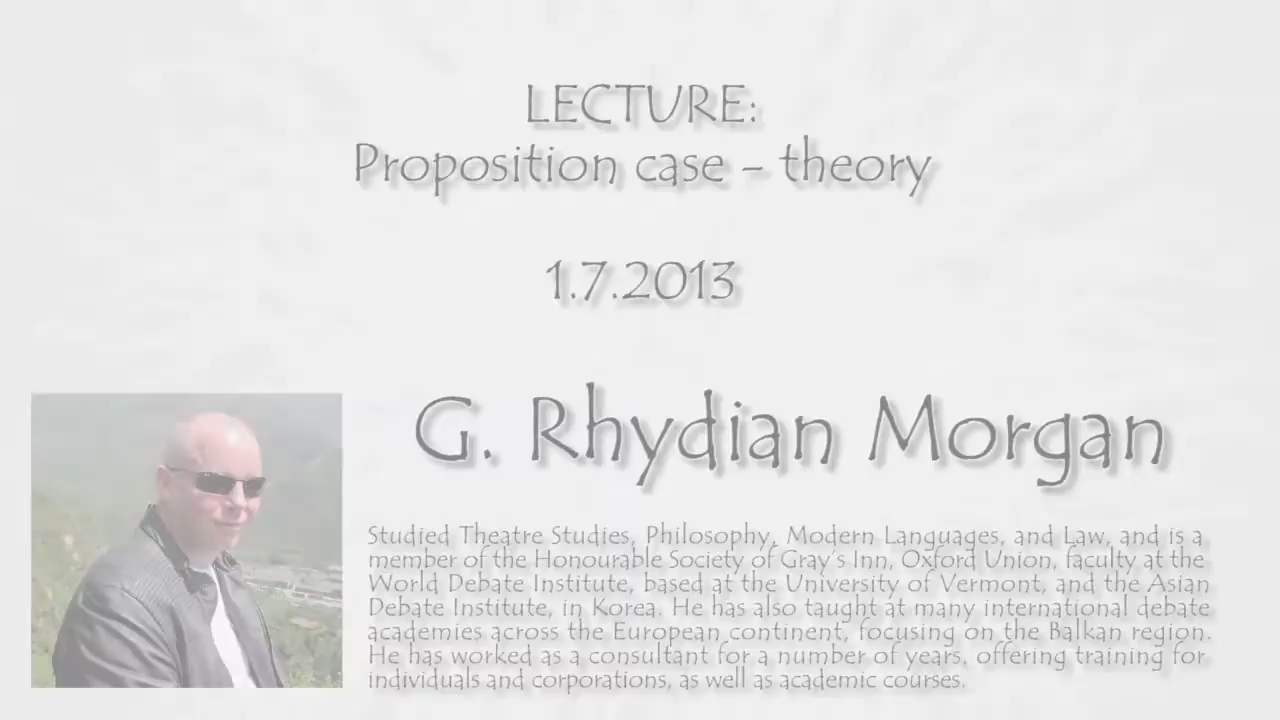 LECTURE:
Proposition case - theory
1.7.2013
G. Rhydian Morgan
Studied Theatre Studies, Philosophy, Modern Languages, and Law, and is a
member of the Honourable Society of Gray's Inn, Oxford Union, faculty at the
World Debate Institute, based at the University of Vermont, and the Asian
Debate Institute, in Korea. He has also taught at many international debate
academies across the European continent, focusing on the Balkan region.
He has worked as a consultant for a number of years, offering training for
individuals and corporations, as well as academic courses.